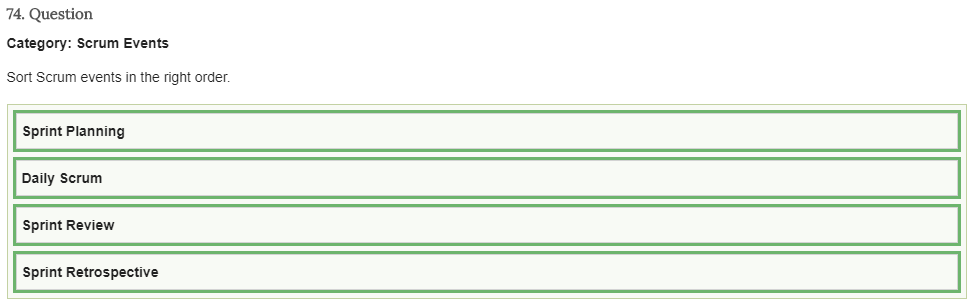 74. Question
Category: Scrum Events
Sort Scrum events in the right order.
Sprint Planning
Daily Scrum
Sprint Review
Sprint Retrospective